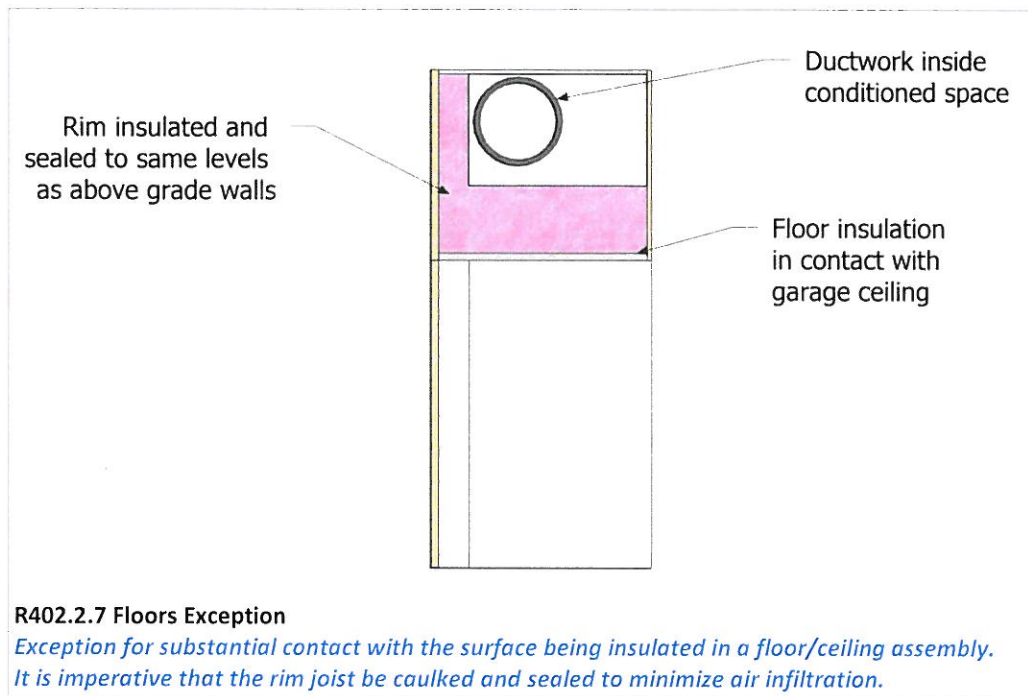 Ductwork inside
conditioned space
Rim insulated and
sealed to same levels
as above grade walls
Floor insulation
in contact with
garage ceiling
R402.2.7 Floors Exception
Exception for substantial contact with the surface being insulated in a floor/ceiling assembly.
It is imperative that the rim joist be caulked and sealed to minimize air infiltration.